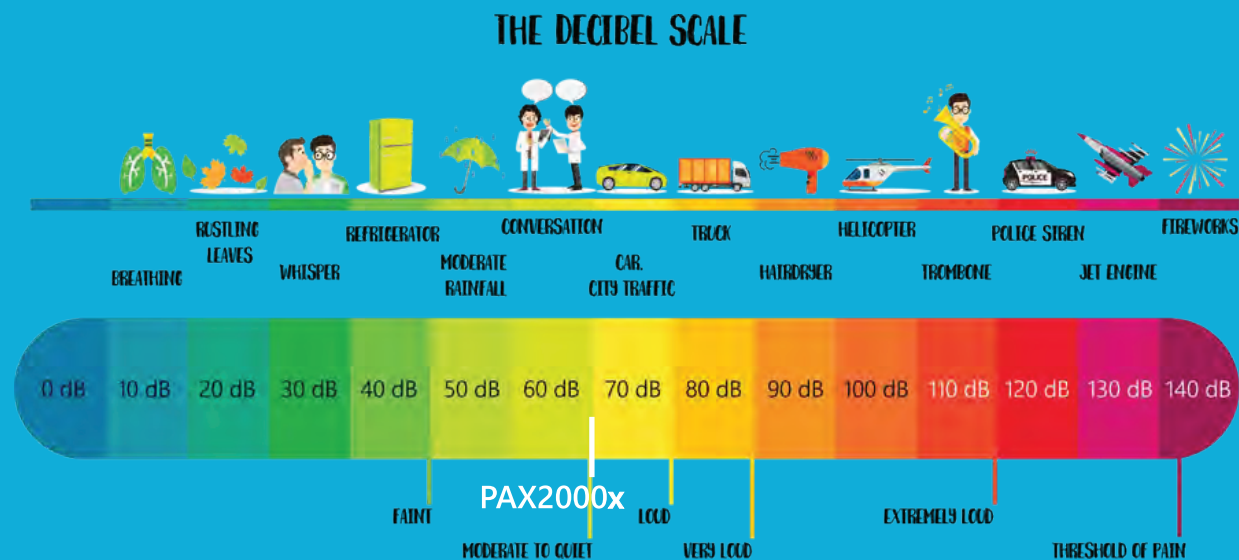 THE DECIBEL SCALE
POLICE
BREATHING
RUSTLING
LEAVES
WHISPER
REFRIGERATOR
MODERATE
RAINFALL
CONVERSATION
CAR.
CITY TRAFFIC
TRUCK
HAIRDRYER
HELICOPTER
TROMBONE
POLICE SIREN
JET ENGINE
FIREWORKS
0 dB 10 dB 20 dB 30 dB 40 dB 50 dB 60 dB 70 dB 80 dB 90 dB 100 dB 110 dB 120 dB 130 dB 140 dB
PAX2000x
FAINT
MODERATE TO QUIET
LOUD
VERY LOUD
EXTREMELY LOUD
THRESHOLD OF PAIN